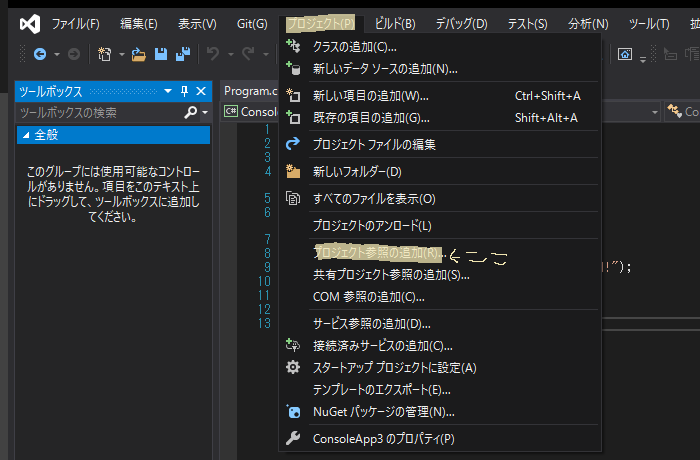 ファイル(F) 編集(E) 表示(V) Git(G) プロジェクト(P) ビルド(B) デバッグ(D) テスト(S) 分析(N) ツール(T) 拡
ツールボックス
ツールボックスの検索
全般
このグループには使用可能なコントロールがありません。項目をこのテキスト上にドラッグして、ツールボックスに追加してください。
Program.c
C# Consol
Co
1
2
3
4
5
6
7
8
9
10
11
12
13
!");
クラスの追加(C)...
新しいデータ ソースの追加(N)...
新しい項目の追加(W)... Ctrl+Shift+A
既存の項目の追加(G)... Shift+Alt+A
プロジェクト ファイルの編集
新しいフォルダー(D)
すべてのファイルを表示(O)
プロジェクトのアンロード(L)
プロジェクト参照の追加(R)... ←ここ
共有プロジェクト参照の追加(S)...
COM 参照の追加(C)...
サービス参照の追加(D)...
接続済みサービスの追加(C)...
スタートアップ プロジェクトに設定(A)
テンプレートのエクスポート(E)...
NuGet パッケージの管理(N)...
ConsoleApp3 のプロパティ(P)